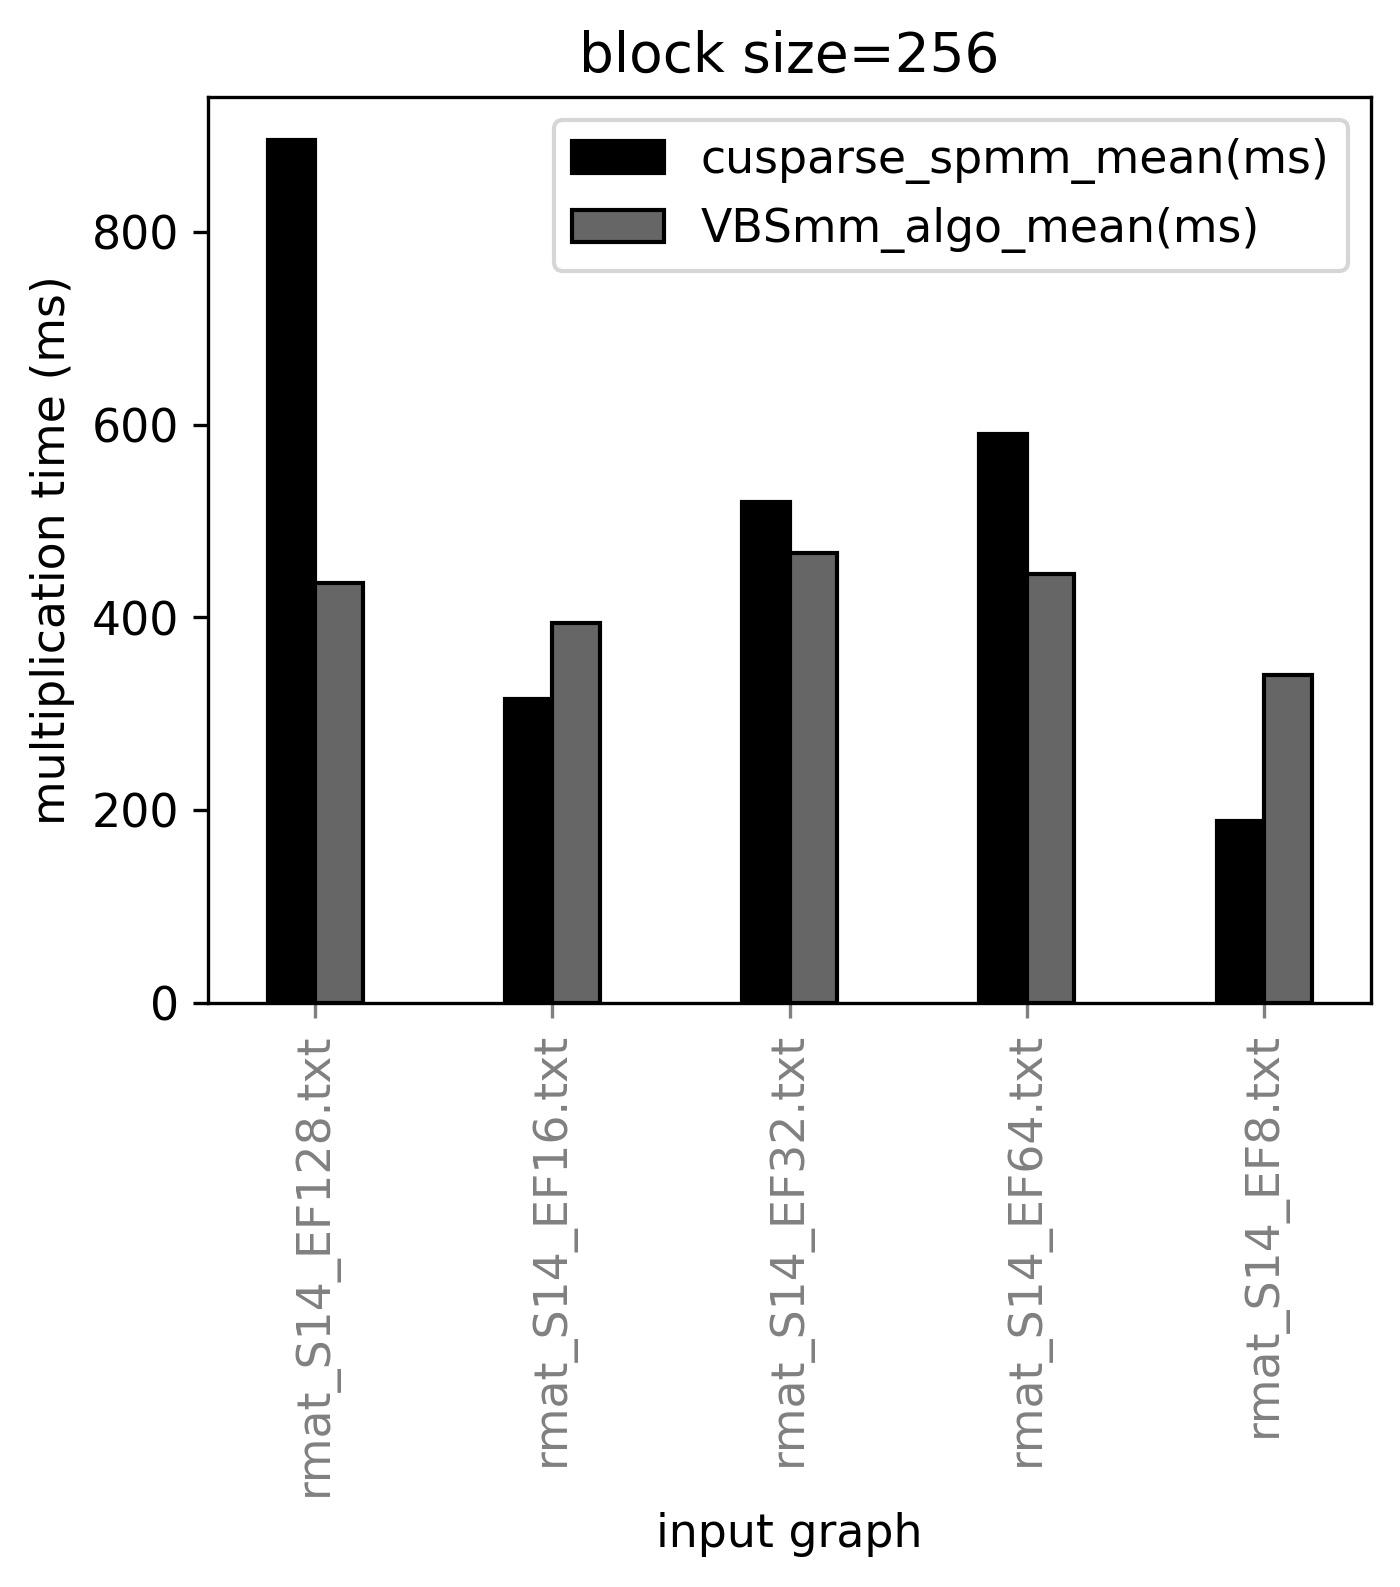 block size=256
cusparse_spmm_mean(ms)
VBSmm_algo_mean(ms)
multiplication time (ms)
800
600
400
200
0
rmat_S14_EF128.txt
rmat_S14_EF16.txt
rmat_S14_EF32.txt
rmat_S14_EF64.txt
rmat_S14_EF8.txt
input graph